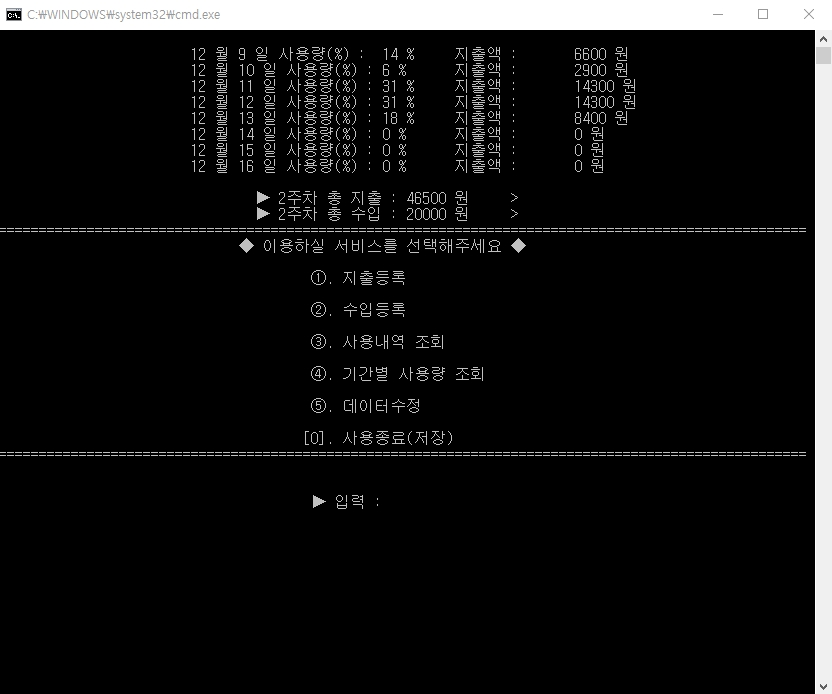 C:\WINDOWS\system32\cmd.exe
12 월 9 일 사용량(%) : 14 % 지출액 : 6600 원
12 월 10 일 사용량(%) : 6 % 지출액 : 2900 원
12 월 11 일 사용량(%) : 31 % 지출액 : 14300 원
12 월 12 일 사용량(%) : 31 % 지출액 : 14300 원
12 월 13 일 사용량(%) : 18 % 지출액 : 8400 원
12 월 14 일 사용량(%) : 0 % 지출액 : 0 원
12 월 15 일 사용량(%) : 0 % 지출액 : 0 원
12 월 16 일 사용량(%) : 0 % 지출액 : 0 원
▶ 2주차 총 지출 : 46500 원 >
▶ 2주차 총 수입 : 20000 원 >
◆ 이용하실 서비스를 선택해주세요 ◆
①. 지출등록
②. 수입등록
③. 사용내역 조회
④. 기간별 사용량 조회
⑤. 데이터수정
[0]. 사용종료(저장)
▶ 입력 :